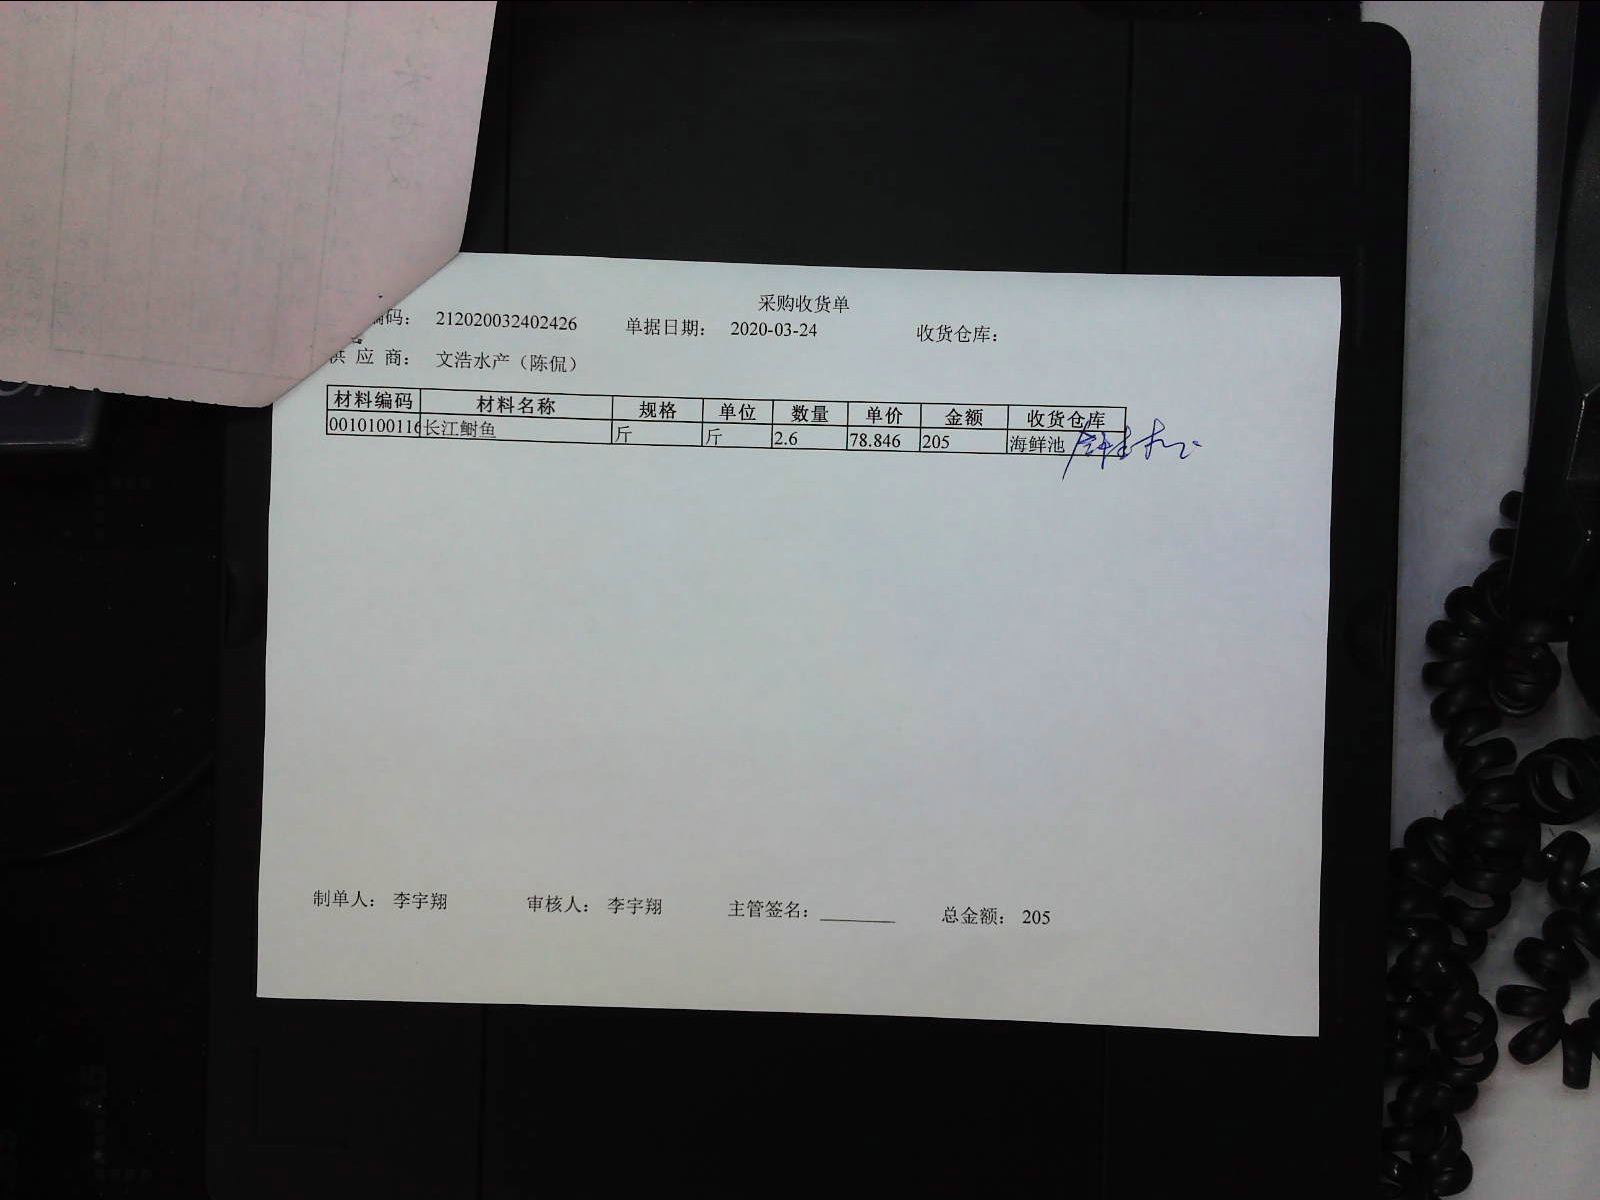 采购收货单
编码： 212020032402426 单据日期： 2020-03-24 收货仓库：
供 应 商： 文浩水产（陈侃）
材料编码 材料名称 规格 单位 数量 单价 金额 收货仓库
0010100116 长江鲥鱼 斤 斤 2.6 78.846 205 海鲜池
制单人： 李宇翔 审核人： 李宇翔 主管签名： 总金额： 205